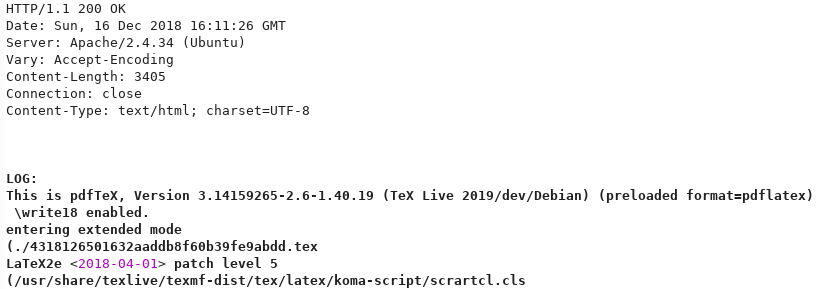 HTTP/1.1 200 OK
Date: Sun, 16 Dec 2018 16:11:26 GMT
Server: Apache/2.4.34 (Ubuntu)
Vary: Accept-Encoding
Content-Length: 3405
Connection: close
Content-Type: text/html; charset=UTF-8
LOG:
This is pdfTeX, Version 3.14159265-2.6-1.40.19 (TeX Live 2019/dev/Debian) (preloaded format=pdflatex)
\write18 enabled.
entering extended mode
(./4318126501632aaddb8f60b39fe9abdd.tex
LaTeX2e <2018-04-01> patch level 5
(/usr/share/texlive/texmf-dist/tex/latex/koma-script/scrartcl.cls